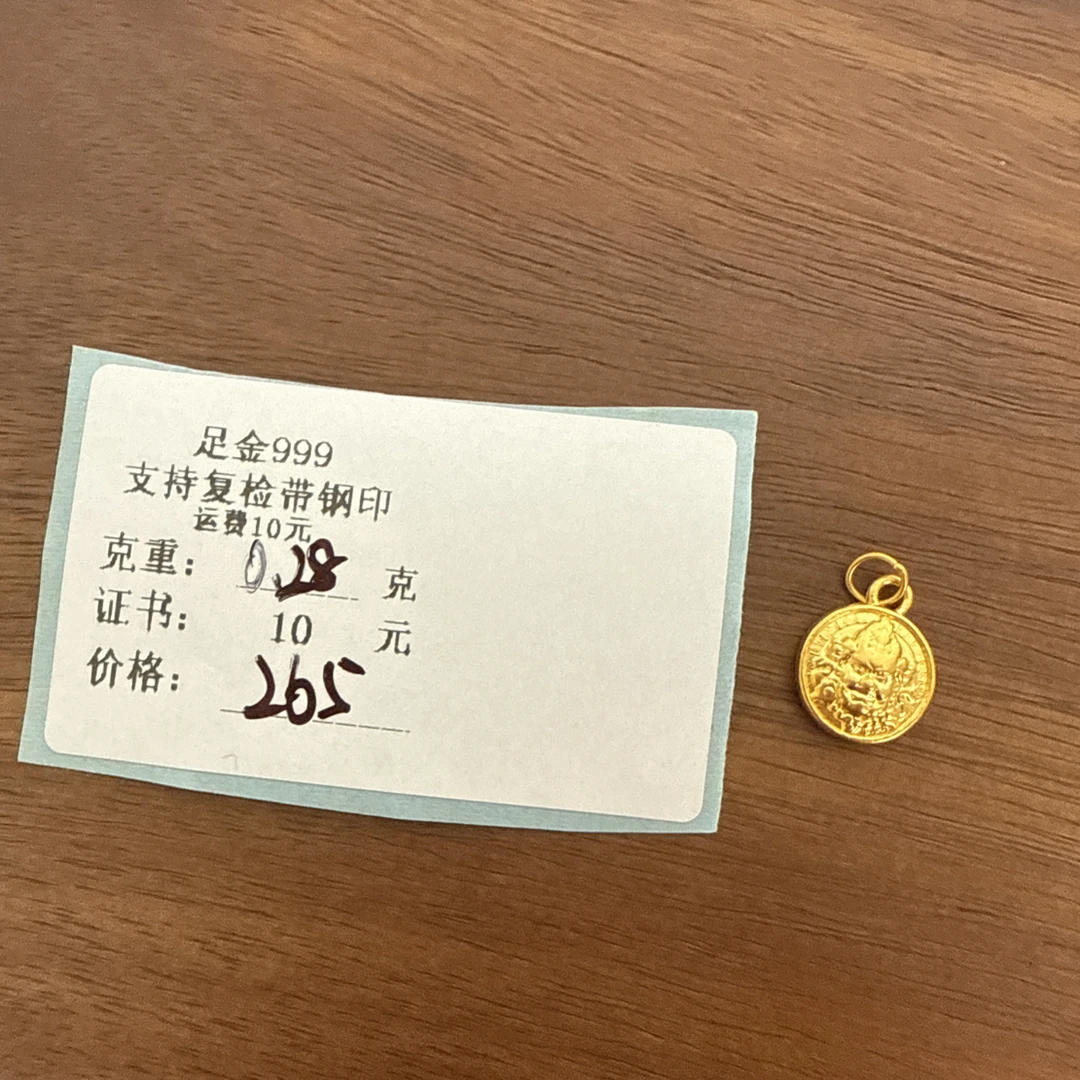 足金999
支持复检带钢印
运费10元
克重: 0.28 克
证书: 10 元
价格: 265